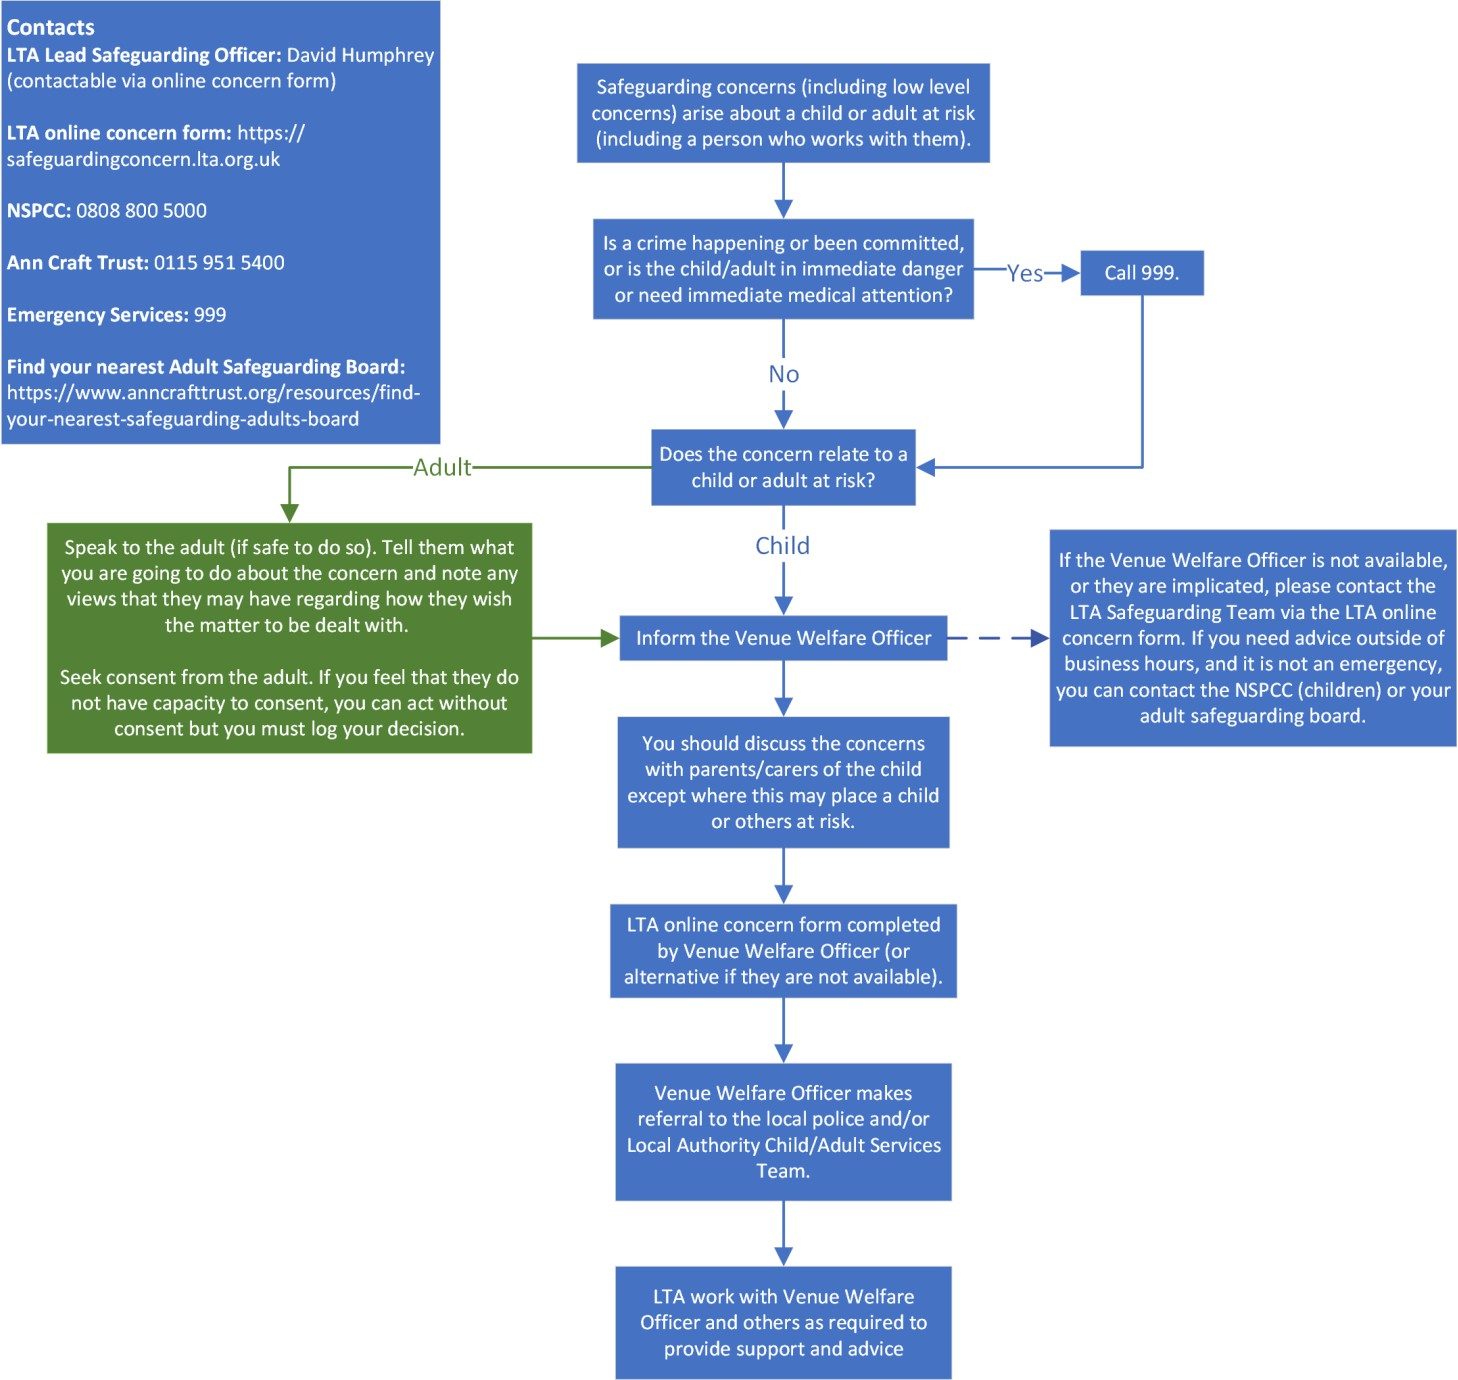 Contacts
LTA Lead Safeguarding Officer: David Humphrey
(contactable via online concern form)
LTA online concern form: https://
safeguardingconcern.lta.org.uk
NSPCC: 0808 800 5000
Ann Craft Trust: 0115 951 5400
Emergency Services: 999
Find your nearest Adult Safeguarding Board:
https://www.anncrafttrust.org/resources/find-
your-nearest-safeguarding-adults-board
Safeguarding concerns (including low level
concerns) arise about a child or adult at risk
(including a person who works with them).
Is a crime happening or been committed,
or is the child/adult in immediate danger
or need immediate medical attention?
Yes
Call 999.
No
Does the concern relate to a
child or adult at risk?
Adult
Speak to the adult (if safe to do so). Tell them what
you are going to do about the concern and note any
views that they may have regarding how they wish
the matter to be dealt with.
Seek consent from the adult. If you feel that they do
not have capacity to consent, you can act without
consent but you must log your decision.
Child
Inform the Venue Welfare Officer
If the Venue Welfare Officer is not available,
or they are implicated, please contact the
LTA Safeguarding Team via the LTA online
concern form. If you need advice outside of
business hours, and it is not an emergency,
you can contact the NSPCC (children) or your
adult safeguarding board.
You should discuss the concerns
with parents/carers of the child
except where this may place a child
or others at risk.
LTA online concern form completed
by Venue Welfare Officer (or
alternative if they are not available).
Venue Welfare Officer makes
referral to the local police and/or
Local Authority Child/Adult Services
Team.
LTA work with Venue Welfare
Officer and others as required to
provide support and advice